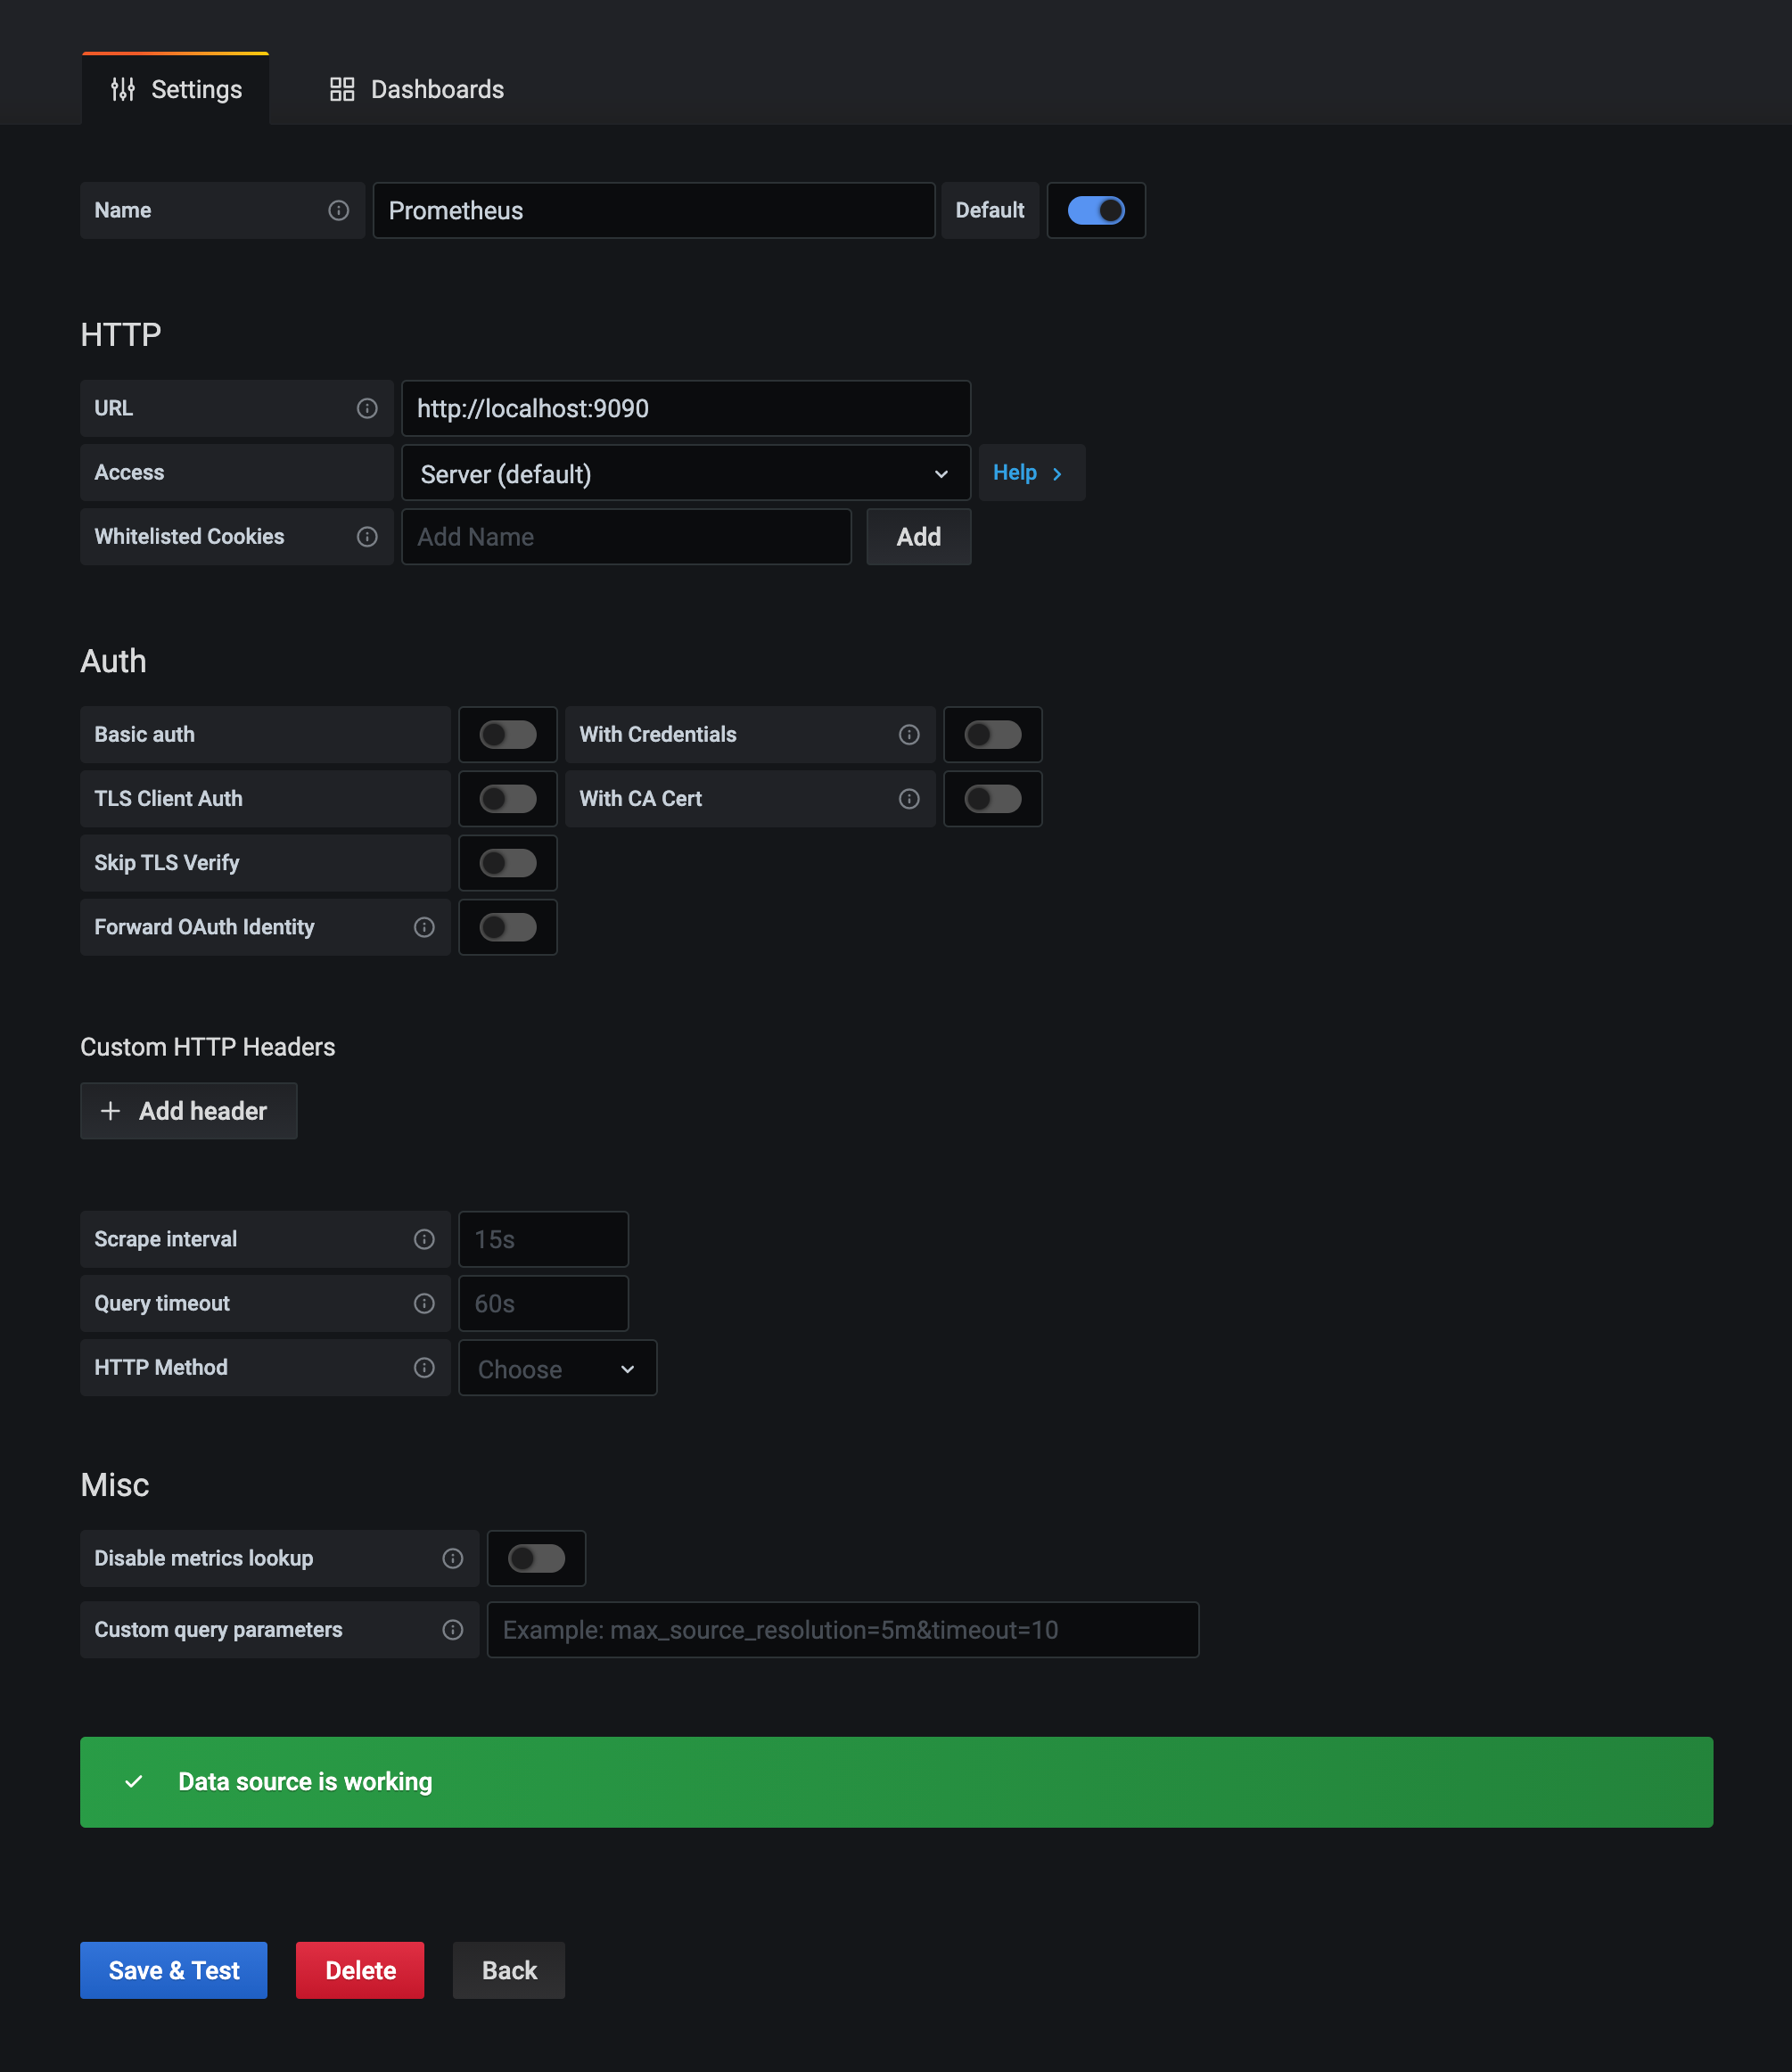 Settings Dashboards
Name Prometheus Default
HTTP
URL http://localhost:9090
Access Server (default) Help
Whitelisted Cookies Add Name Add
Auth
Basic auth With Credentials
TLS Client Auth With CA Cert
Skip TLS Verify
Forward OAuth Identity
Custom HTTP Headers
Add header
Scrape interval 15s
Query timeout 60s
HTTP Method Choose
Misc
Disable metrics lookup
Custom query parameters Example: max_source_resolution=5m&timeout=10
Data source is working
Save & Test Delete Back